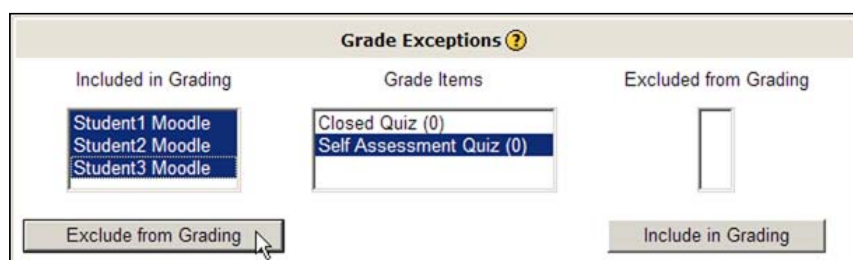 Grade Exceptions ?
Included in Grading
Grade Items
Excluded from Grading
Student1 Moodle
Student2 Moodle
Student3 Moodle
Closed Quiz (0)
Self Assessment Quiz (0)
Exclude from Grading
Include in Grading